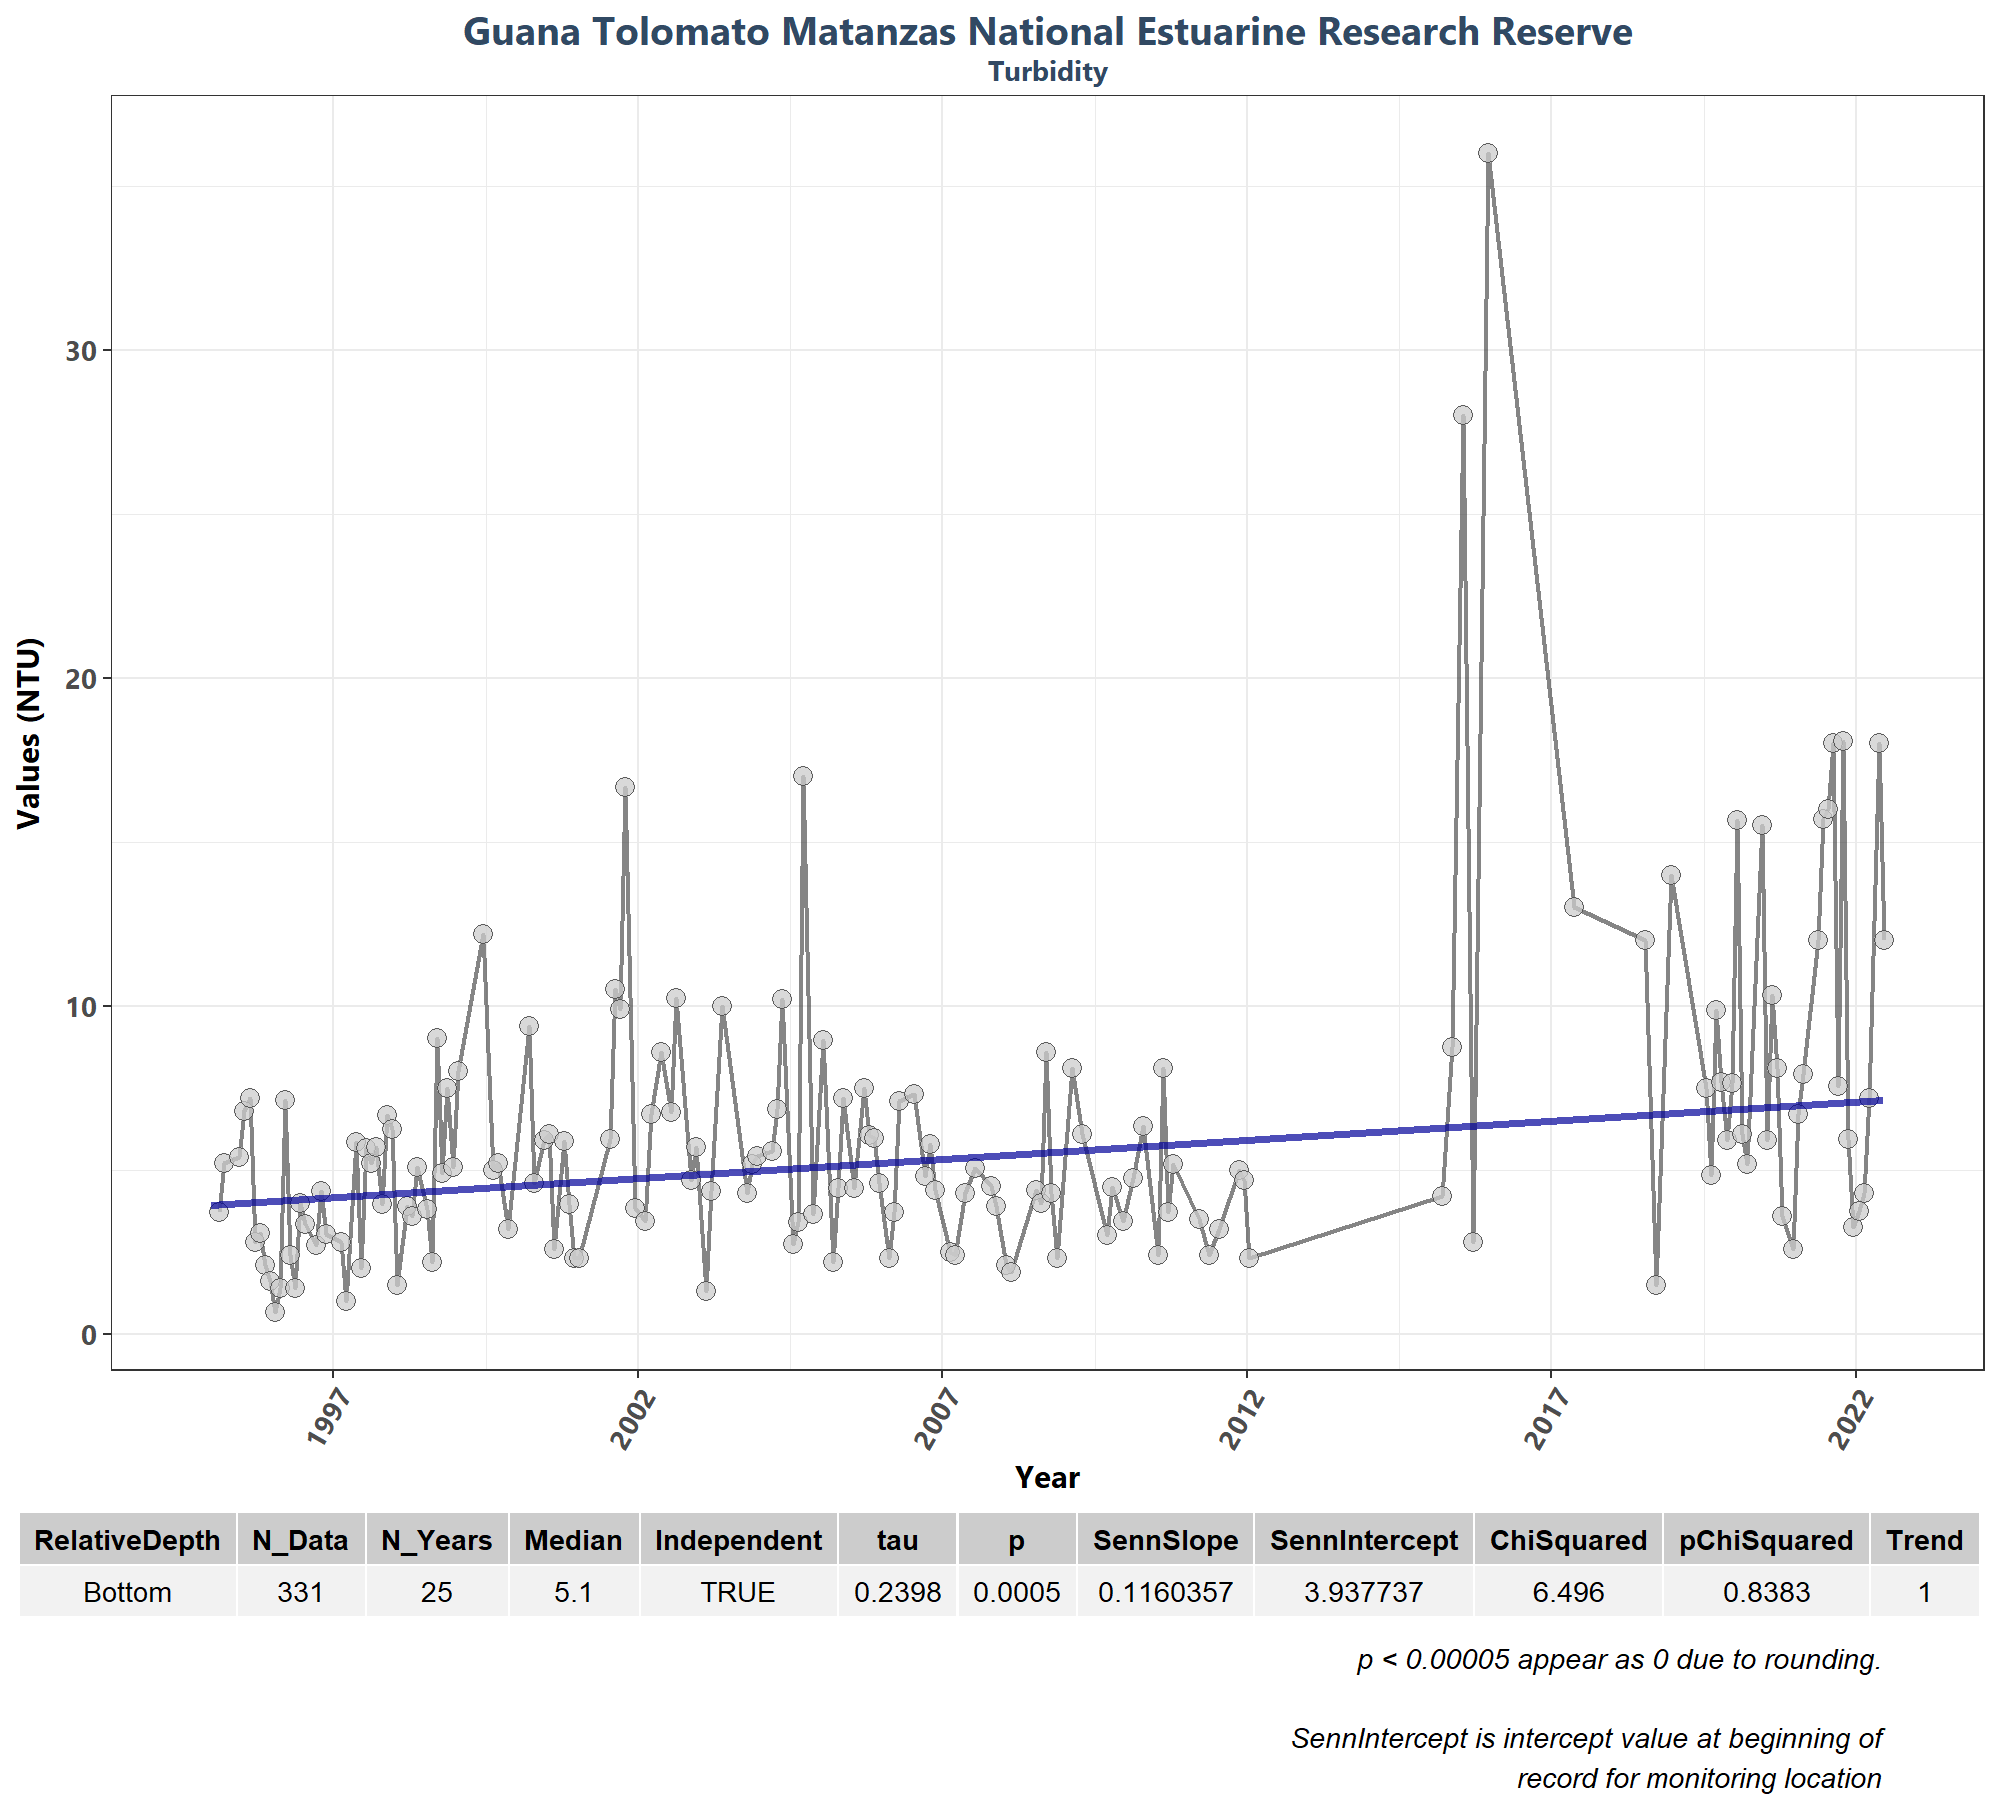 Guana Tolomato Matanzas National Estuarine Research Reserve
Turbidity
Values (NTU)
30
20
10
0
1997 2002 2007 2012 2017 2022
Year
RelativeDepth N_Data N_Years Median Independent tau p SennSlope SennIntercept ChiSquared pChiSquared Trend
Bottom 331 25 5.1 TRUE 0.2398 0.0005 0.1160357 3.937737 6.496 0.8383 1
p < 0.00005 appear as 0 due to rounding.
SennIntercept is intercept value at beginning of
record for monitoring location